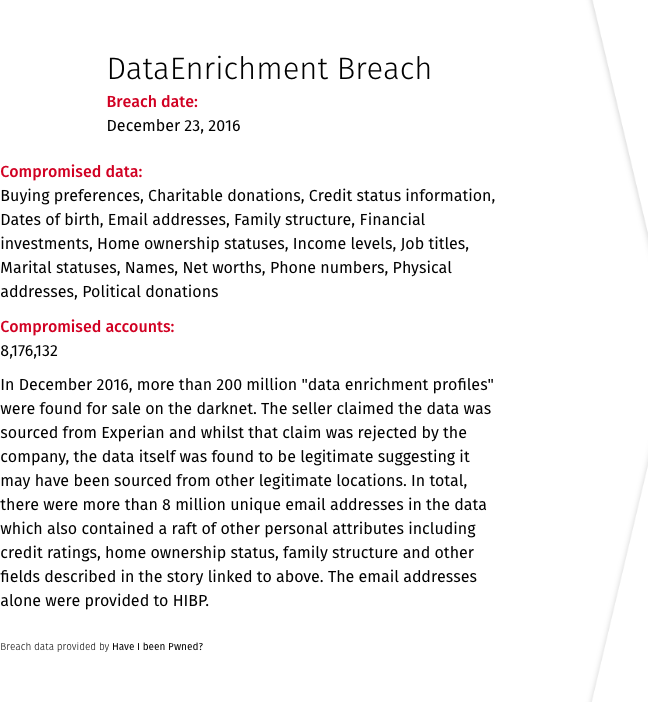 DataEnrichment Breach
Breach date:
December 23, 2016
Compromised data:
Buying preferences, Charitable donations, Credit status information,
Dates of birth, Email addresses, Family structure, Financial
investments, Home ownership statuses, Income levels, Job titles,
Marital statuses, Names, Net worths, Phone numbers, Physical
addresses, Political donations
Compromised accounts:
8,176,132
In December 2016, more than 200 million "data enrichment profiles"
were found for sale on the darknet. The seller claimed the data was
sourced from Experian and whilst that claim was rejected by the
company, the data itself was found to be legitimate suggesting it
may have been sourced from other legitimate locations. In total,
there were more than 8 million unique email addresses in the data
which also contained a raft of other personal attributes including
credit ratings, home ownership status, family structure and other
fields described in the story linked to above. The email addresses
alone were provided to HIBP.
Breach data provided by Have I been Pwned?